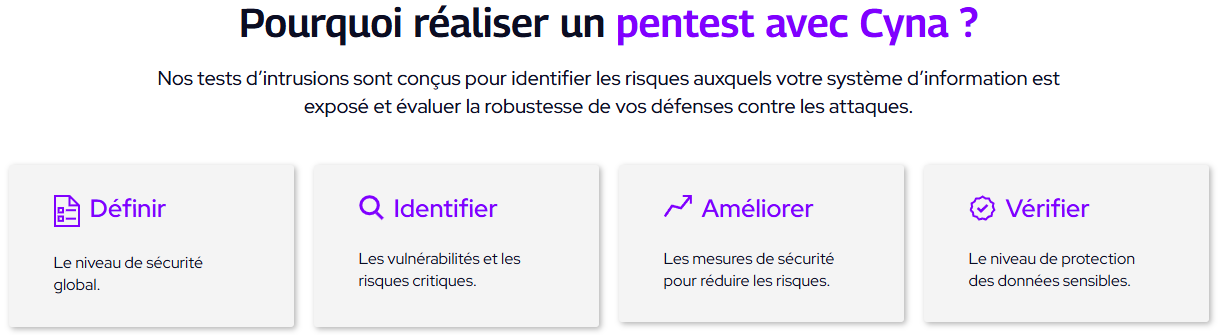 Pourquoi réaliser un pentest avec Cyna ?
Nos tests d’intrusions sont conçus pour identifier les risques auxquels votre système d’information est
exposé et évaluer la robustesse de vos défenses contre les attaques.
Définir
Le niveau de sécurité
global.
Identifier
Les vulnérabilités et les
risques critiques.
Améliorer
Les mesures de sécurité
pour réduire les risques.
Vérifier
Le niveau de protection
des données sensibles.